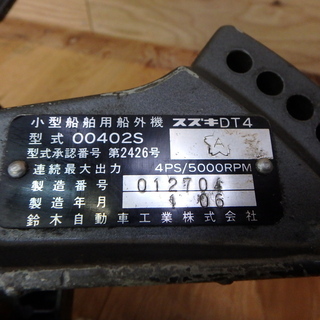 小型船舶用船外機 スズキDT4
型式 00402S
型式承認番号 第2426号
連続最大出力 4PS/5000RPM
製造番号 012704
製造年月 1 06
鈴木自動車工業株式会社